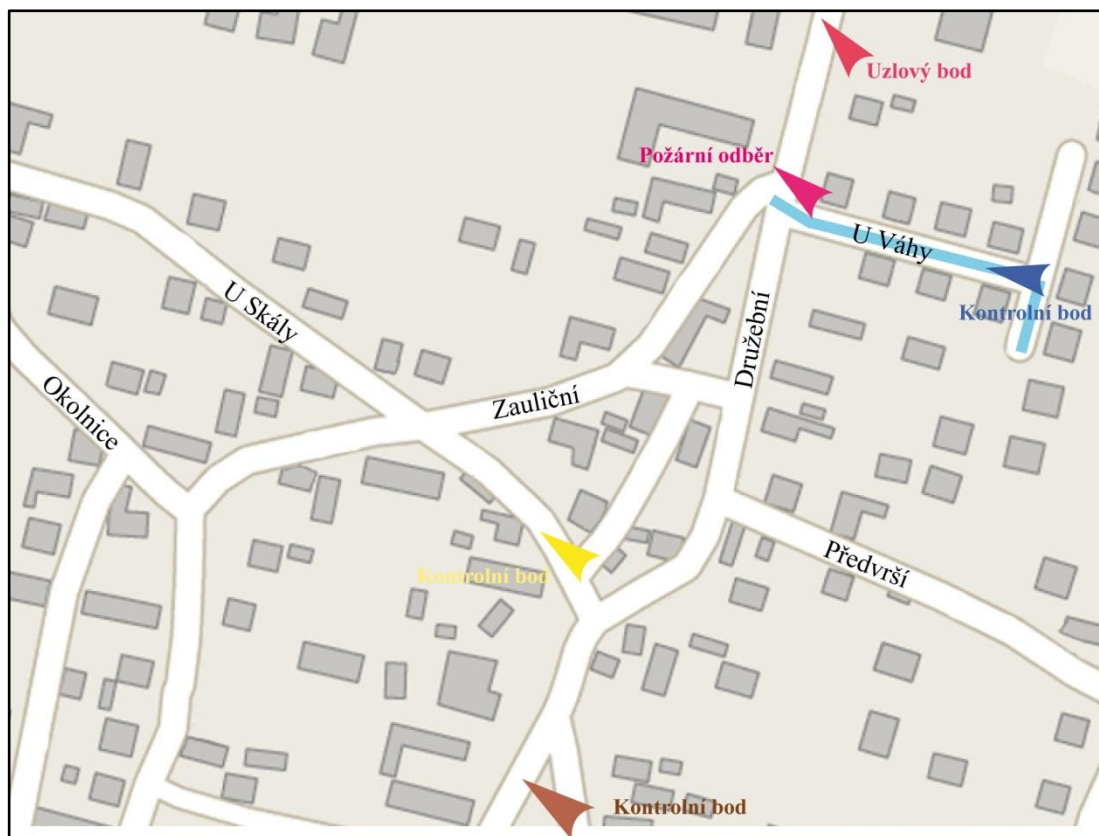 Uzlový bod
Požární odběr
U Váhy
Kontrolní bod
U Skály
Družební
Zauliční
Okolnice
Kontrolní bod
Předvrší
Kontrolní bod